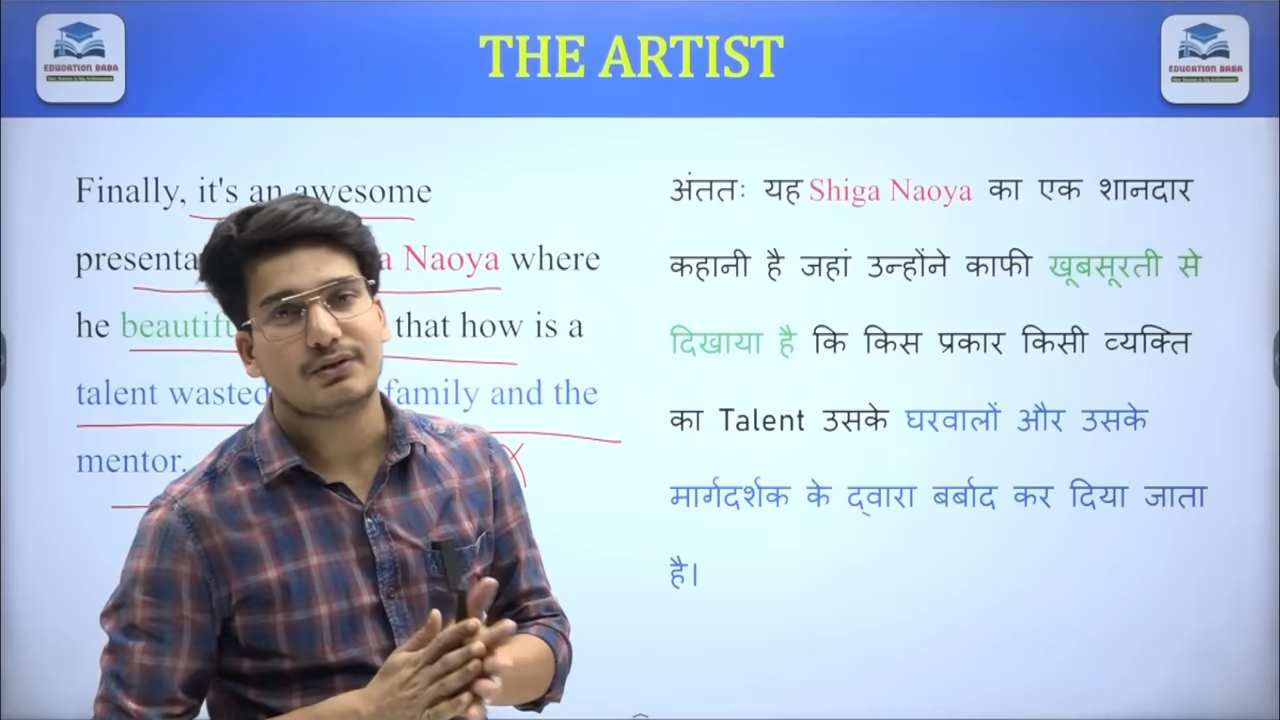 THE ARTIST
EDUCATION BABA
EDUCATION BABA
Finally, it's an awesome
a Naoya where
he that how is a
talent wasted family and the
mentor.
अंततः यह Shiga Naoya का एक शानदार
कहानी है जहां उन्होंने काफी खूबसूरती से
दिखाया है कि किस प्रकार किसी व्यक्ति
का Talent उसके घरवालों और उसके
मार्गदर्शक के द्वारा बर्बाद कर दिया जाता
है।